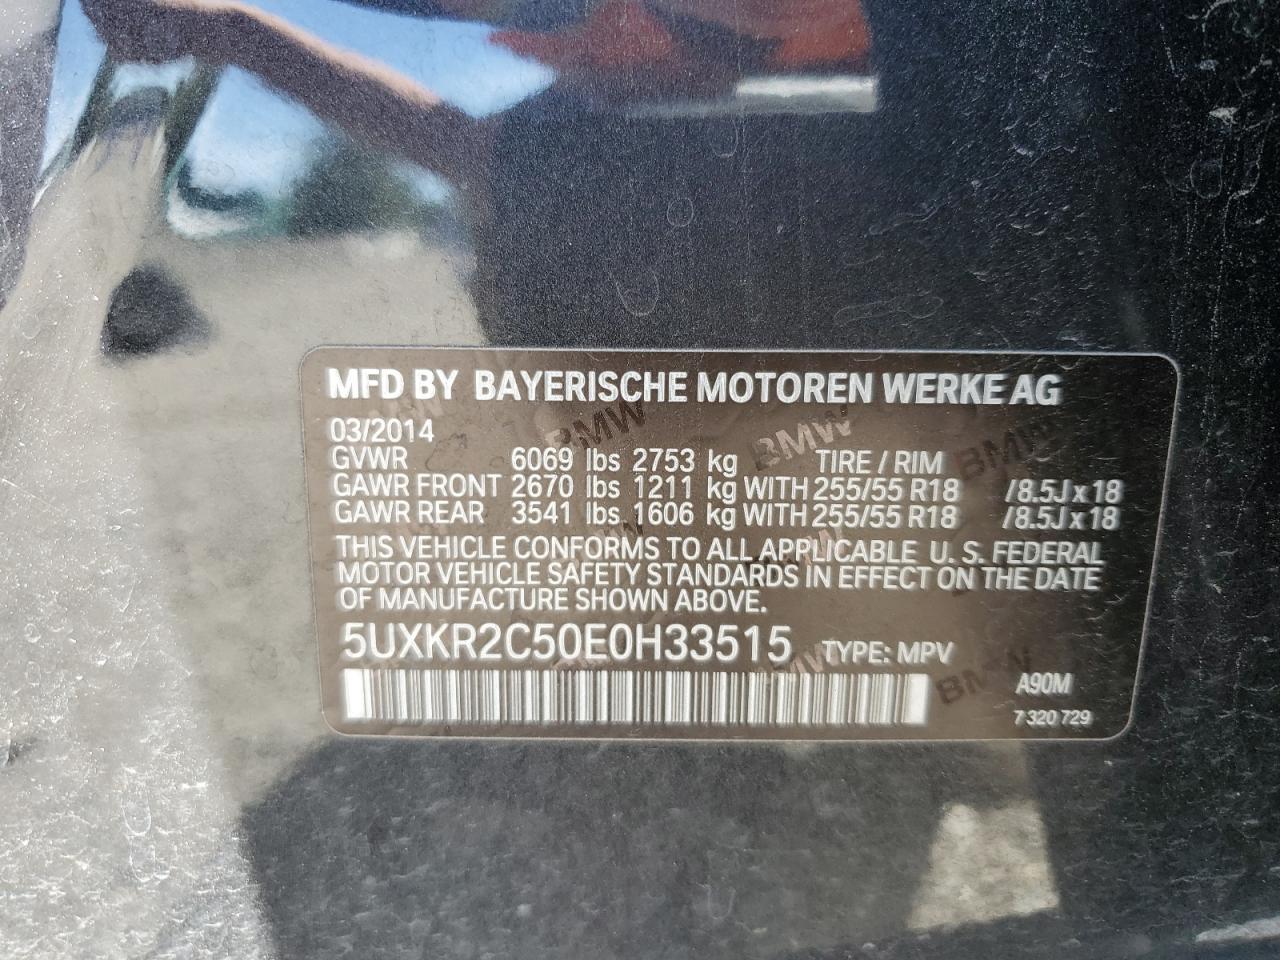 MFD BY BAYERISCHE MOTOREN WERKE AG
03/2014
GVWR 6069 lbs 2753 kg TIRE / RIM
GAWR FRONT 2670 lbs 1211 kg WITH 255/55 R18 /8.5J x 18
GAWR REAR 3541 lbs 1606 kg WITH 255/55 R18 /8.5J x 18
THIS VEHICLE CONFORMS TO ALL APPLICABLE U. S. FEDERAL
MOTOR VEHICLE SAFETY STANDARDS IN EFFECT ON THE DATE
OF MANUFACTURE SHOWN ABOVE.
5UXKR2C50E0H33515 TYPE: MPV
A90M
7 320 729